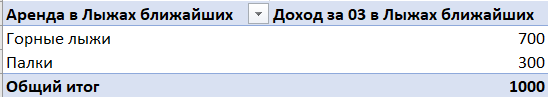 Аренда в Лыжах ближайших Доход за 03 в Лыжах ближайших
Горные лыжи 700
Палки 300
Общий итог 1000